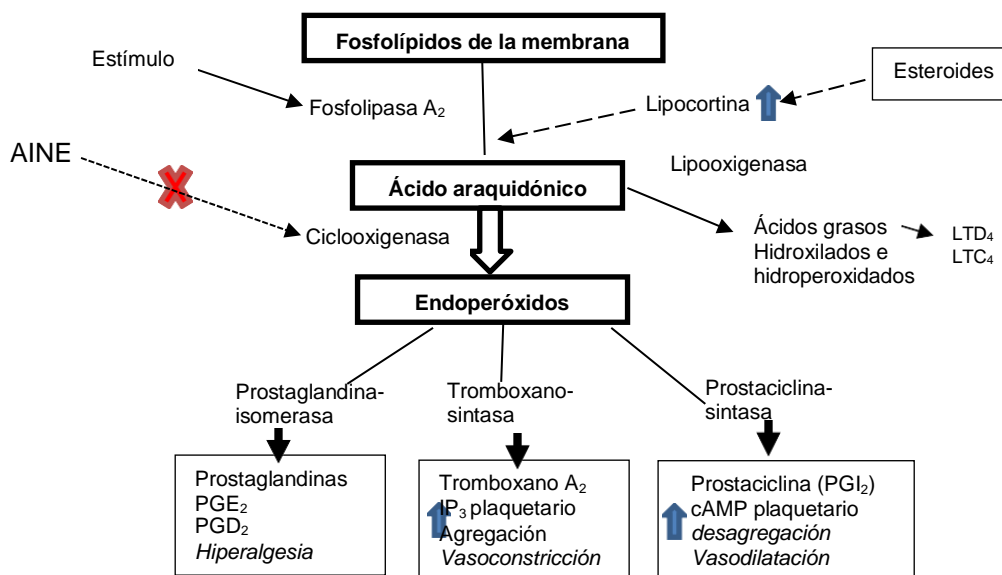 Fosfolípidos de la membrana
Estímulo
Esteroides
Fosfolipasa A₂
Lipocortina
AINE
Lipooxigenasa
Ácido araquidónico
Ciclooxigenasa
Ácidos grasos
Hidroxilados e
hidroperoxidados
LTD₄
LTC₄
Endoperóxidos
Prostaglandina-
isomerasa
Tromboxano-
sintasa
Prostaciclina-
sintasa
Prostaglandinas
PGE₂
PGD₂
Hiperalgesia
Tromboxano A₂
IP₃ plaquetario
Agregación
Vasoconstricción
Prostaciclina (PGI₂)
cAMP plaquetario
desagregación
Vasodilatación